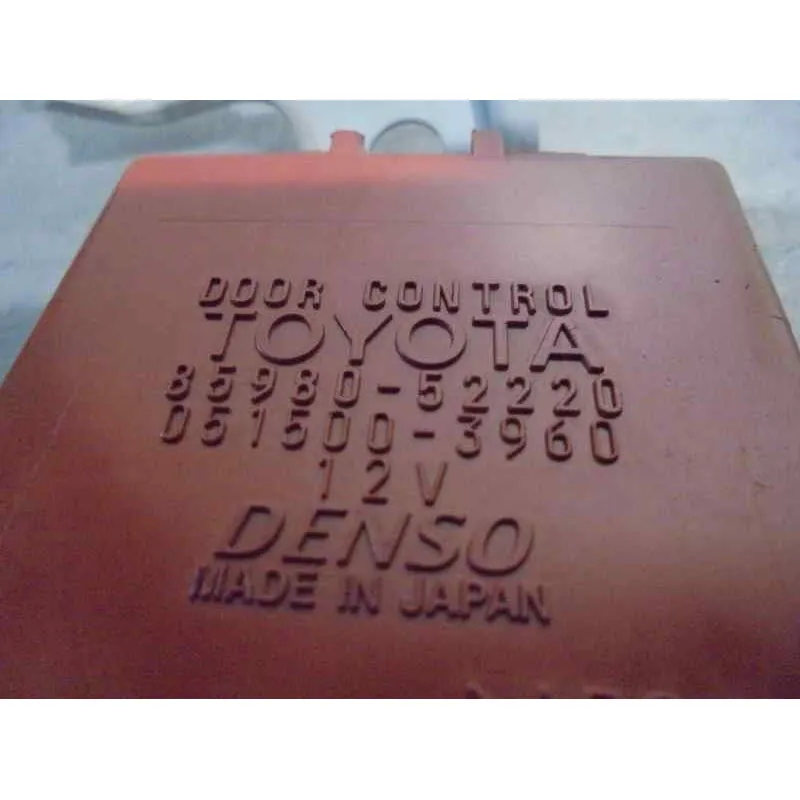 DOOR CONTROL
TOYOTA
85980-52220
051500-3960
12V
DENSO
MADE IN JAPAN